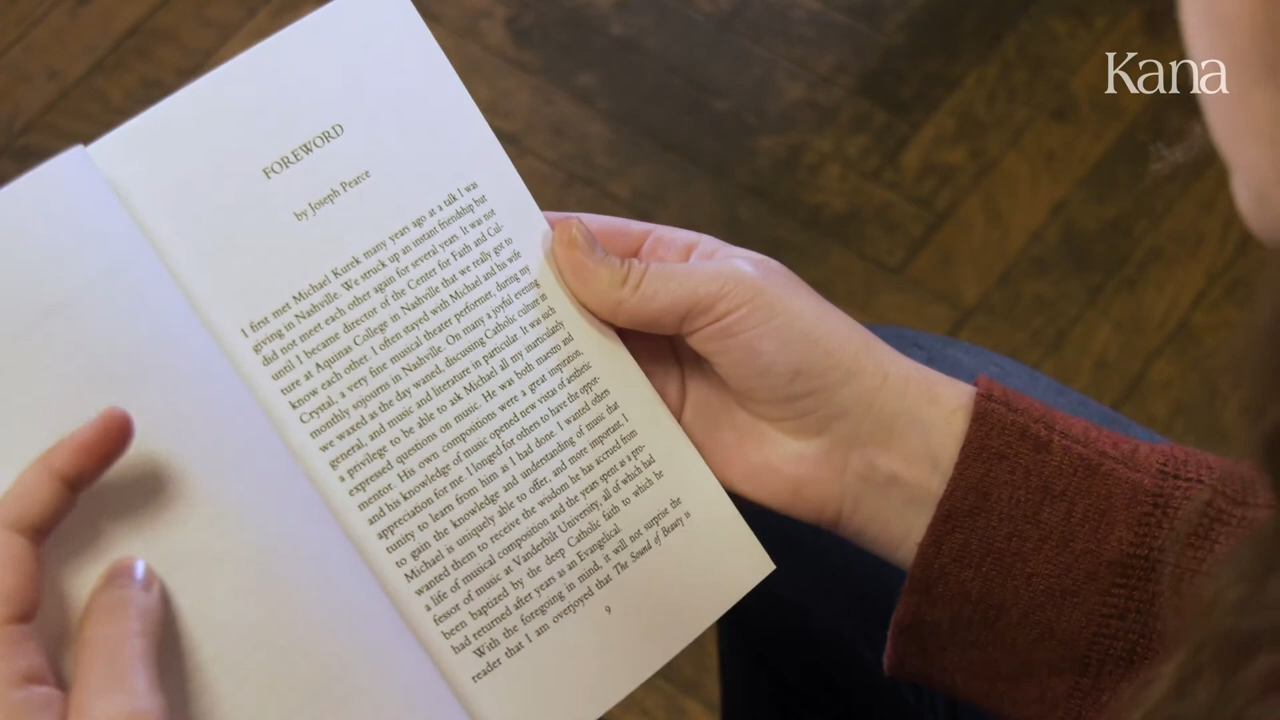 Kana
FOREWORD
by Joseph Pearce
I first met Michael Kurek many years ago at a talk I was
giving in Nashville. We struck up an instant friendship but
did not meet each other again for several years. It was not
until I became director of the Center for Faith and Cul-
ture at Aquinas College in Nashville that we really got to
know each other. I often stayed with Michael and his wife
Crystal, a very fine musical theater performer, during my
monthly sojourns in Nashville. On many a joyful evening
we waxed as the day waned, discussing Catholic culture in
general, and music and literature in particular. It was such
a privilege to be able to ask Michael all my inarticulately
expressed questions on music. He was both maestro and
mentor. His own compositions were a great inspiration,
and his knowledge of music opened new vistas of aesthetic
appreciation for me. I longed for others to have the oppor-
tunity to learn from him as I had done. I wanted others
to gain the knowledge and understanding of music that
Michael is uniquely able to offer, and more important, I
wanted them to receive the wisdom he has accrued from
a life of musical composition and the years spent as a pro-
fessor of music at Vanderbilt University, all of which had
been baptized by the deep Catholic faith to which he
had returned after years as an Evangelical.
With the foregoing in mind, it will not surprise the
reader that I am overjoyed that The Sound of Beauty is
9